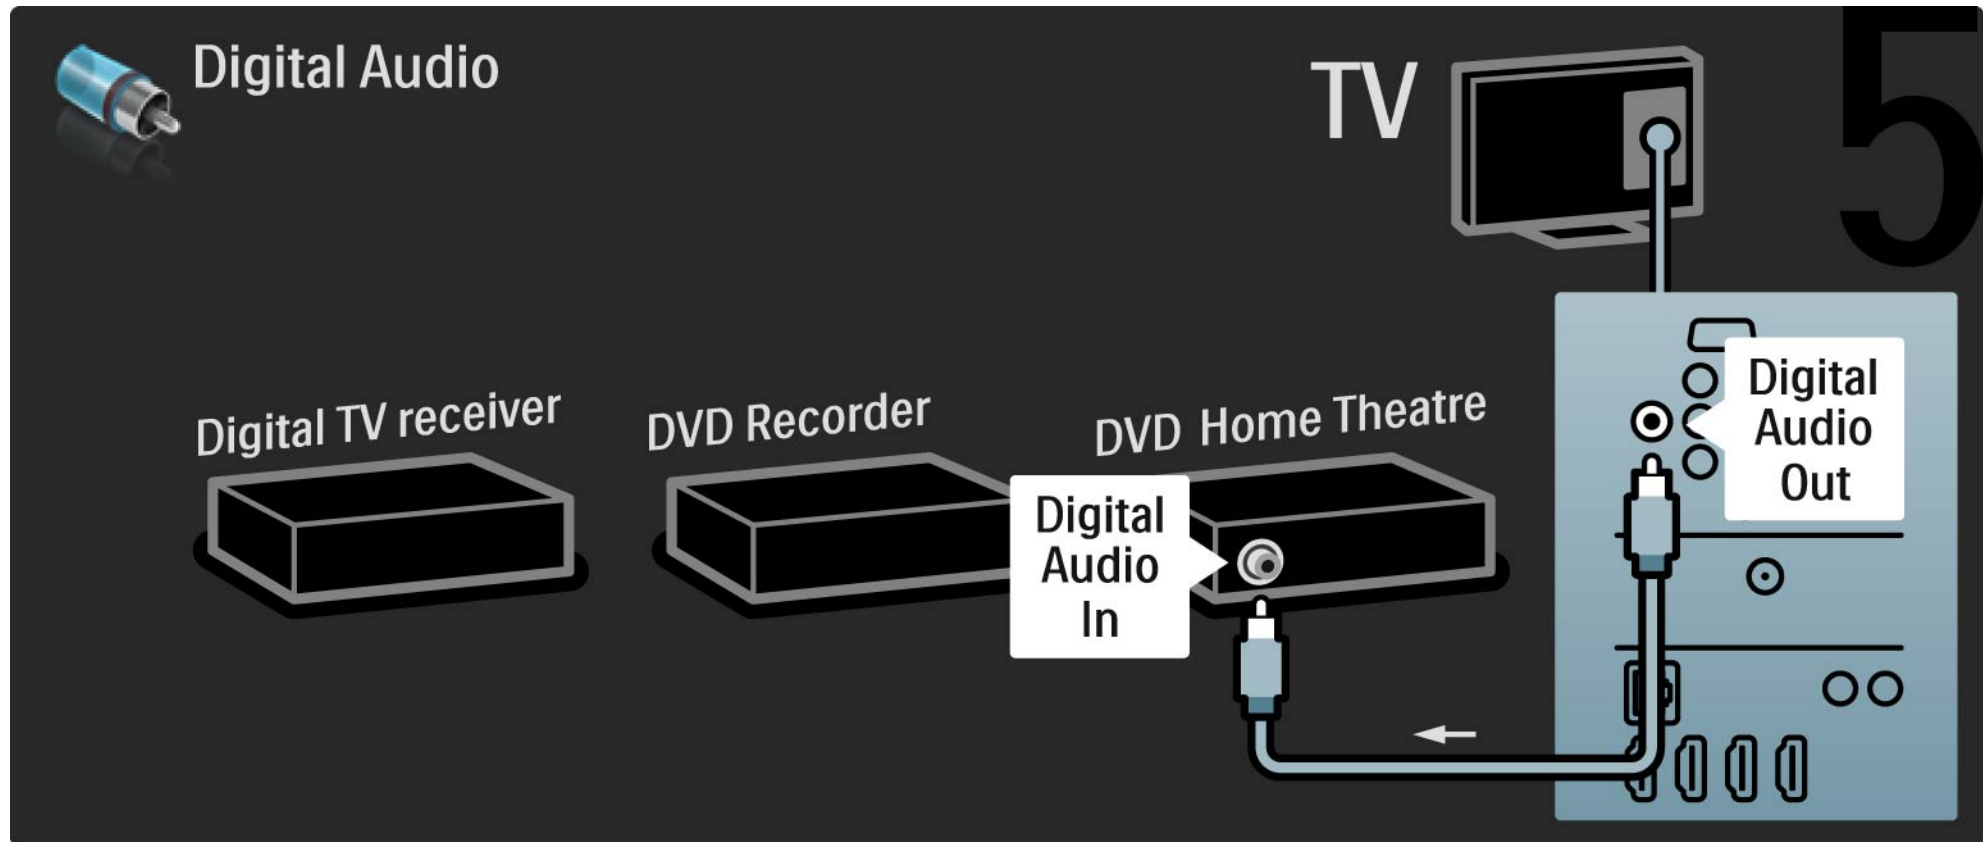 Digital Audio
TV
5
Digital TV receiver
DVD Recorder
DVD Home Theatre
Digital
Audio
Out
Digital
Audio
In